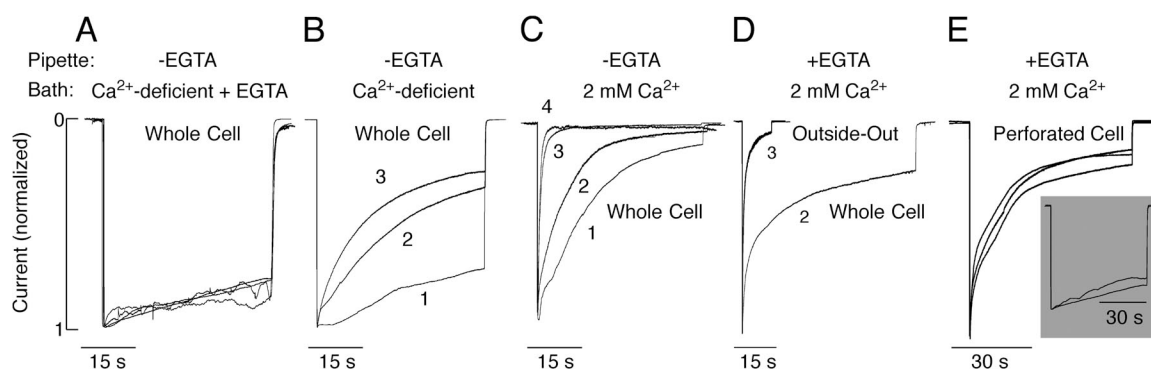 A B C D E
Pipette: -EGTA -EGTA -EGTA +EGTA +EGTA
Bath: Ca²⁺-deficient + EGTA Ca²⁺-deficient 2 mM Ca²⁺ 2 mM Ca²⁺ 2 mM Ca²⁺
0 Whole Cell Whole Cell 4 Outside-Out Perforated Cell
3 3 3
2 2 2
Whole Cell Whole Cell
1 1
Current (normalized)
30 s
1
15 s 15 s 15 s 15 s 30 s